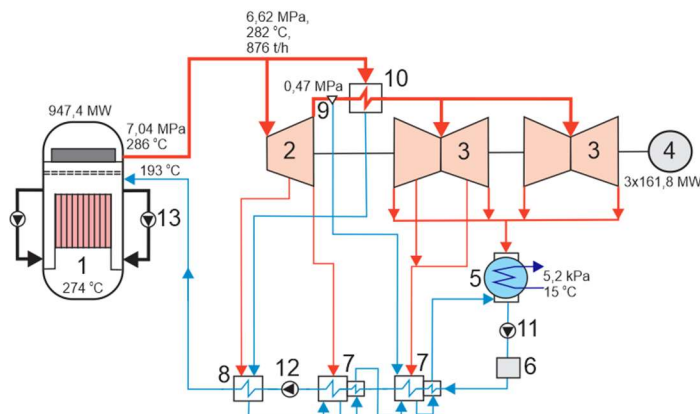 6,62 MPa,
282 °C,
876 t/h
947,4 MW
7,04 MPa
286 °C
193 °C
0,47 MPa
10
9
2
3
3
4
3x161,8 MW
13
1
274 °C
5
5,2 kPa
15 °C
11
6
8
12
7
7